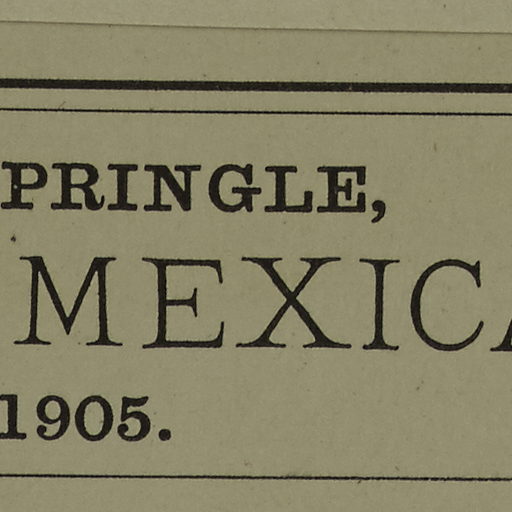 PRINGLE,
MEXICA
1905.